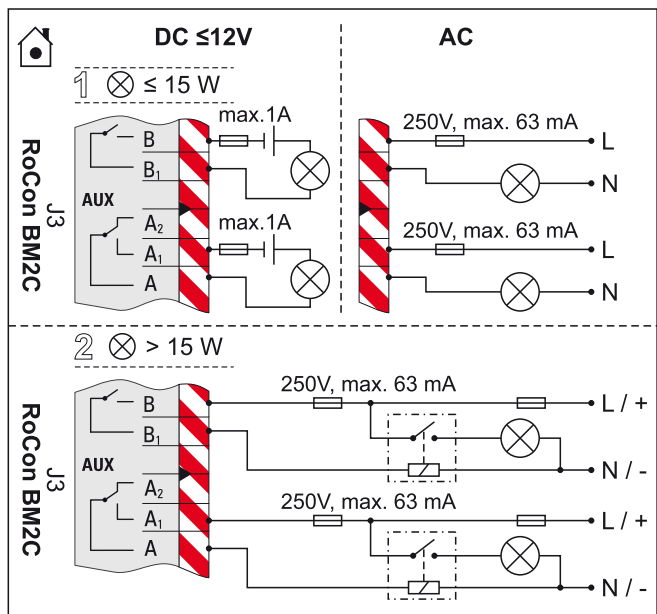 DC ≤12V
AC
1 ≤ 15 W
RoCon BM2C
J3
AUX
B
B₁
A₂
A₁
A
max.1A
max.1A
250V, max. 63 mA
L
N
250V, max. 63 mA
L
N
2 > 15 W
RoCon BM2C
J3
AUX
B
B₁
A₂
A₁
A
250V, max. 63 mA
L / +
N / -
250V, max. 63 mA
L / +
N / -